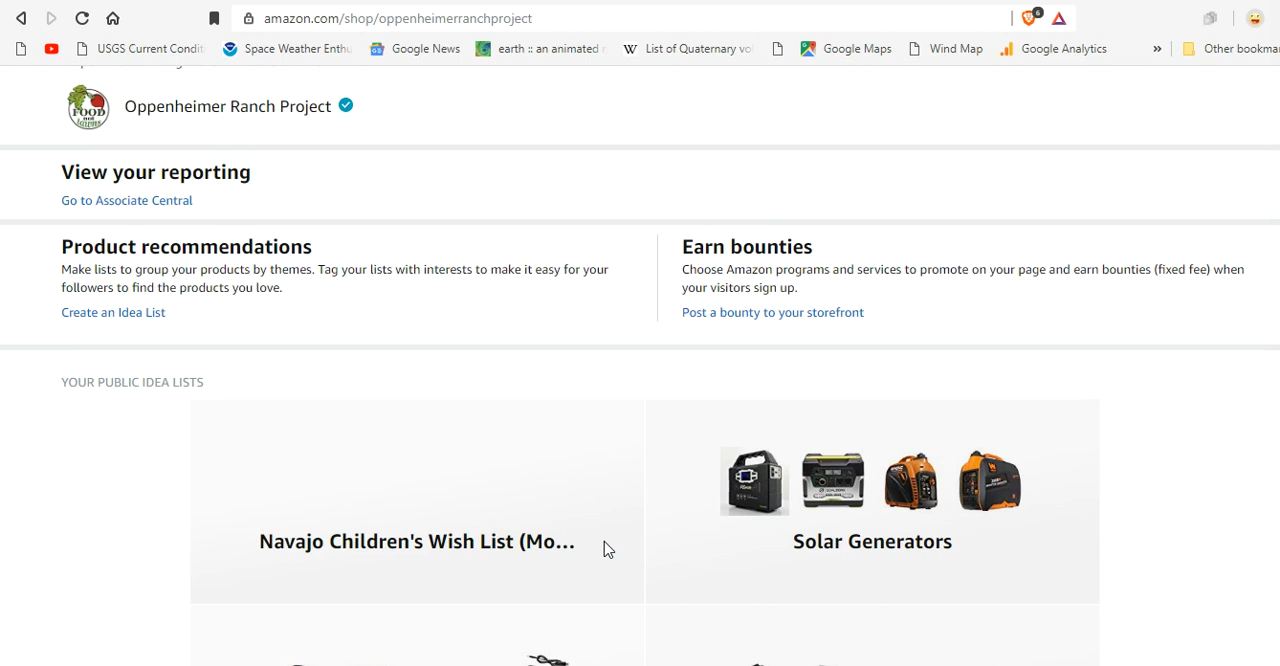 amazon.com/shop/oppenheimerranchproject
6
USGS Current Condit
Space Weather Enthu
Google News
earth :: an animated
W List of Quaternary vo
Google Maps
Wind Map
Google Analytics
»
Other bookma
FOOD
Oppenheimer Ranch Project
View your reporting
Go to Associate Central
Product recommendations
Make lists to group your products by themes. Tag your lists with interests to make it easy for your
followers to find the products you love.
Create an Idea List
Earn bounties
Choose Amazon programs and services to promote on your page and earn bounties (fixed fee) when
your visitors sign up.
Post a bounty to your storefront
YOUR PUBLIC IDEA LISTS
Navajo Children's Wish List (Mo...
Solar Generators